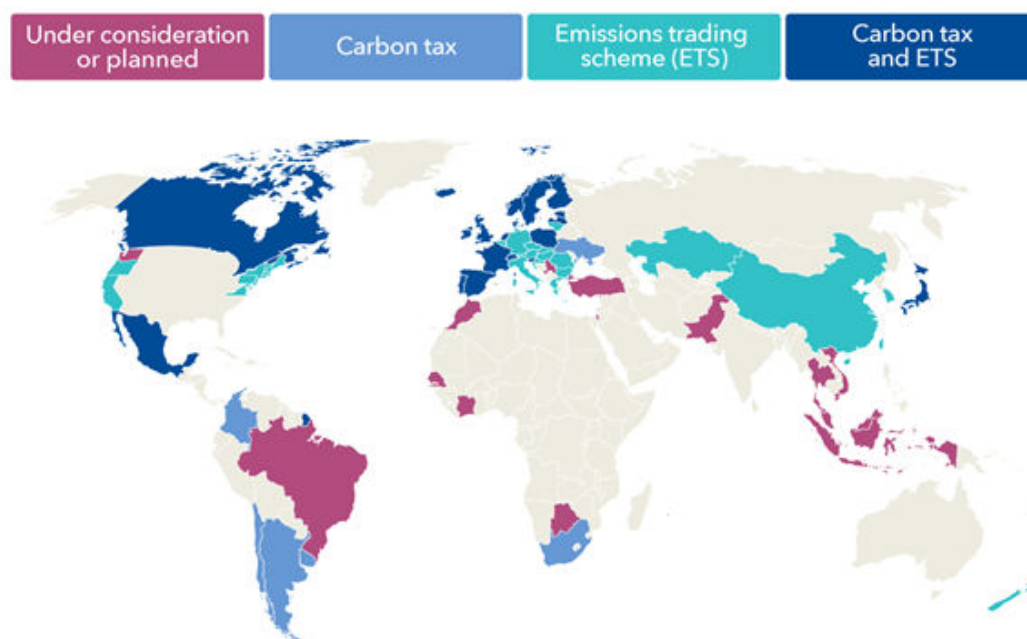 Under consideration
or planned
Carbon tax
Emissions trading
scheme (ETS)
Carbon tax
and ETS